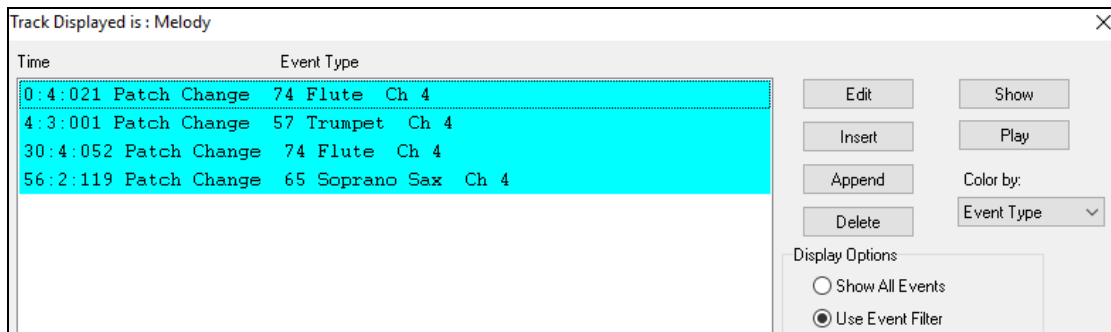 Track Displayed is : Melody
Time Event Type
0:4:021 Patch Change 74 Flute Ch 4
4:3:001 Patch Change 57 Trumpet Ch 4
30:4:052 Patch Change 74 Flute Ch 4
56:2:119 Patch Change 65 Soprano Sax Ch 4
Edit Show
Insert Play
Append Color by:
Delete Event Type
Display Options
Show All Events
Use Event Filter